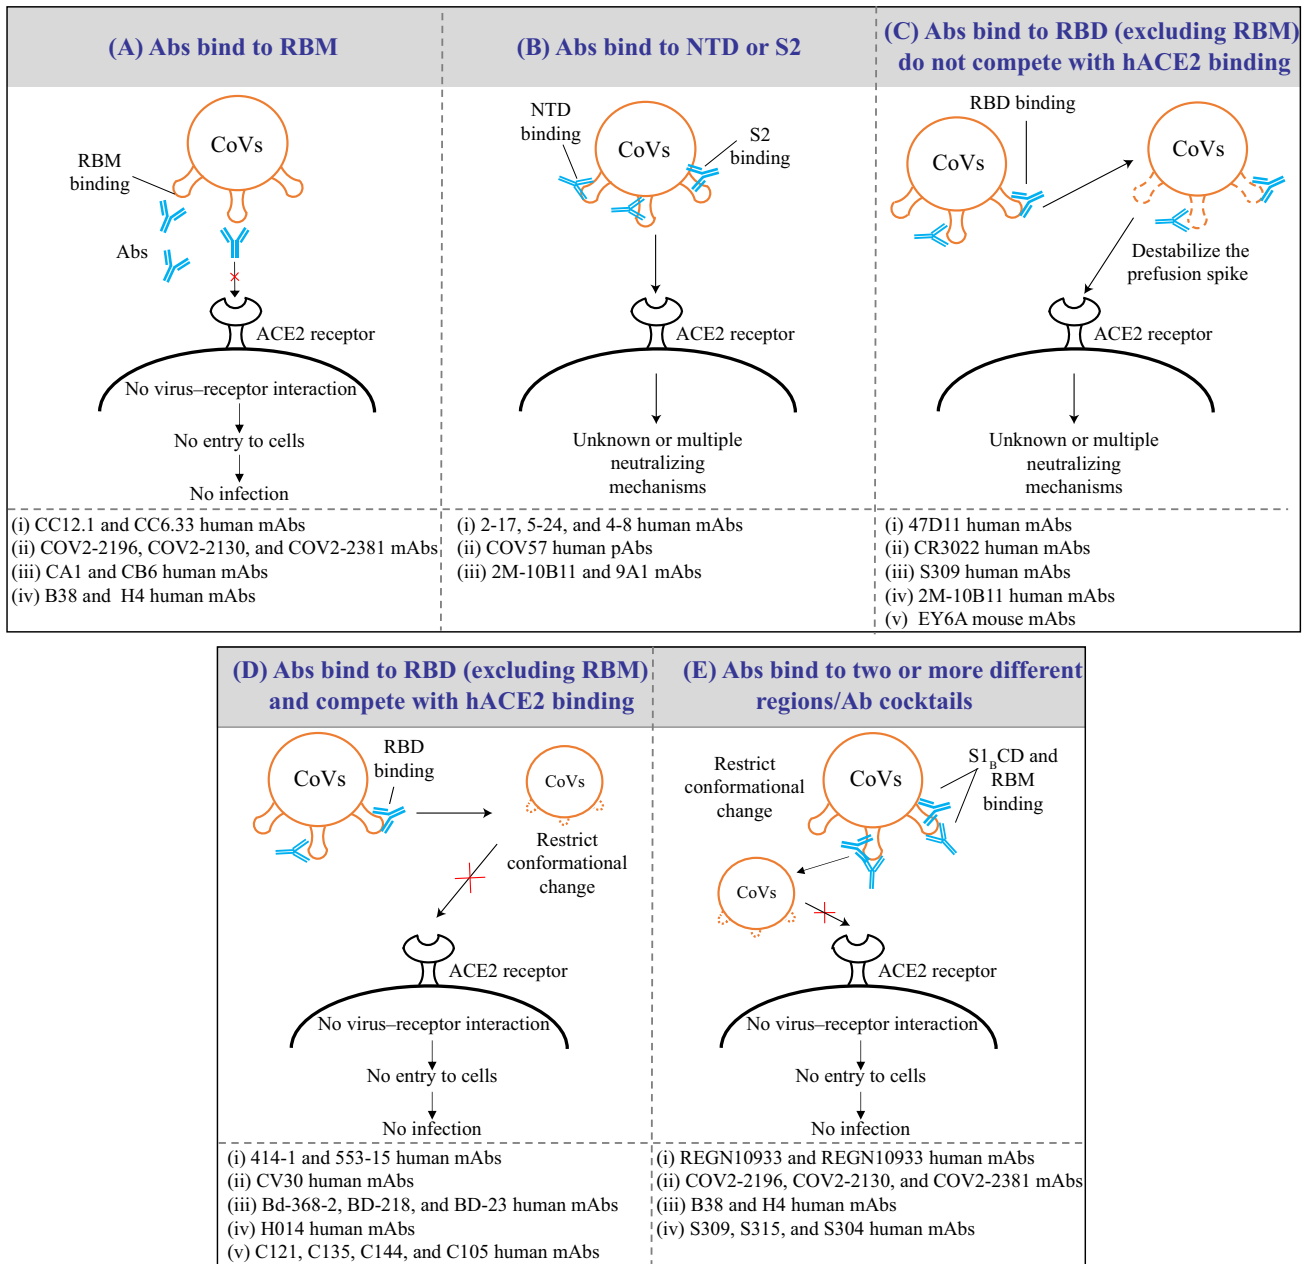 (A) Abs bind to RBM
CoVs
RBM
binding
Abs
ACE2 receptor
No virus–receptor interaction
No entry to cells
No infection
(i) CC12.1 and CC6.33 human mAbs
(ii) COV2-2196, COV2-2130, and COV2-2381 mAbs
(iii) CA1 and CB6 human mAbs
(iv) B38 and H4 human mAbs
(B) Abs bind to NTD or S2
NTD
binding
CoVs
S2
binding
ACE2 receptor
Unknown or multiple
neutralizing
mechanisms
(i) 2-17, 5-24, and 4-8 human mAbs
(ii) COV57 human pAbs
(iii) 2M-10B11 and 9A1 mAbs
(C) Abs bind to RBD (excluding RBM)
do not compete with hACE2 binding
RBD binding
CoVs
CoVs
Destabilize the
prefusion spike
ACE2 receptor
Unknown or multiple
neutralizing
mechanisms
(i) 47D11 human mAbs
(ii) CR3022 human mAbs
(iii) S309 human mAbs
(iv) 2M-10B11 human mAbs
(v) EY6A mouse mAbs
(D) Abs bind to RBD (excluding RBM)
and compete with hACE2 binding
RBD
binding
CoVs
CoVs
Restrict
conformational
change
ACE2 receptor
No virus–receptor interaction
No entry to cells
No infection
(i) 414-1 and 553-15 human mAbs
(ii) CV30 human mAbs
(iii) Bd-368-2, BD-218, and BD-23 human mAbs
(iv) H014 human mAbs
(v) C121, C135, C144, and C105 human mAbs
(E) Abs bind to two or more different
regions/Ab cocktails
Restrict
conformational
change
CoVs
S1BCD and
RBM
binding
CoVs
ACE2 receptor
No virus–receptor interaction
No entry to cells
No infection
(i) REGN10933 and REGN10933 human mAbs
(ii) COV2-2196, COV2-2130, and COV2-2381 mAbs
(iii) B38 and H4 human mAbs
(iv) S309, S315, and S304 human mAbs